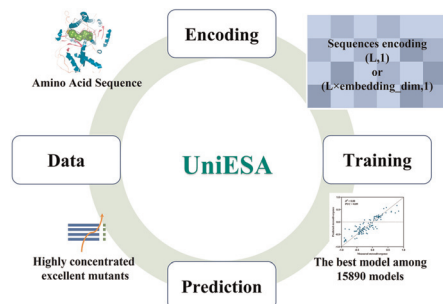 Encoding
Amino Acid Sequence
Sequences encoding
(L,1)
or
(L×embedding_dim,1)
Data
UniESA
Training
Highly concentrated
excellent mutants
The best model among
15890 models
Prediction